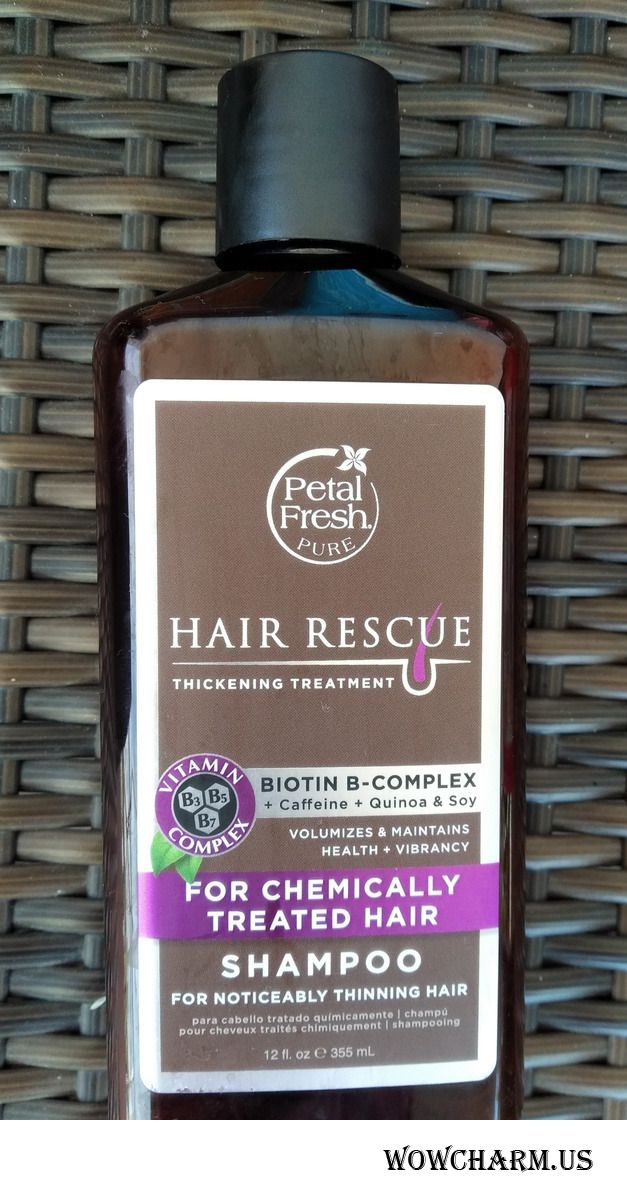 Petal
Fresh®
PURE
HAIR RESCUE
THICKENING TREATMENT
VITAMIN
B3 B5
B7
COMPLEX
BIOTIN B-COMPLEX
+ Caffeine + Quinoa & Soy
VOLUMIZES & MAINTAINS
HEALTH + VIBRANCY
FOR CHEMICALLY
TREATED HAIR
SHAMPOO
FOR NOTICEABLY THINNING HAIR
para cabello tratado químicamente | champú
pour cheveux traités chimiquement | shampooing
12 fl. oz ℮ 355 mL
WOWCHARM.US